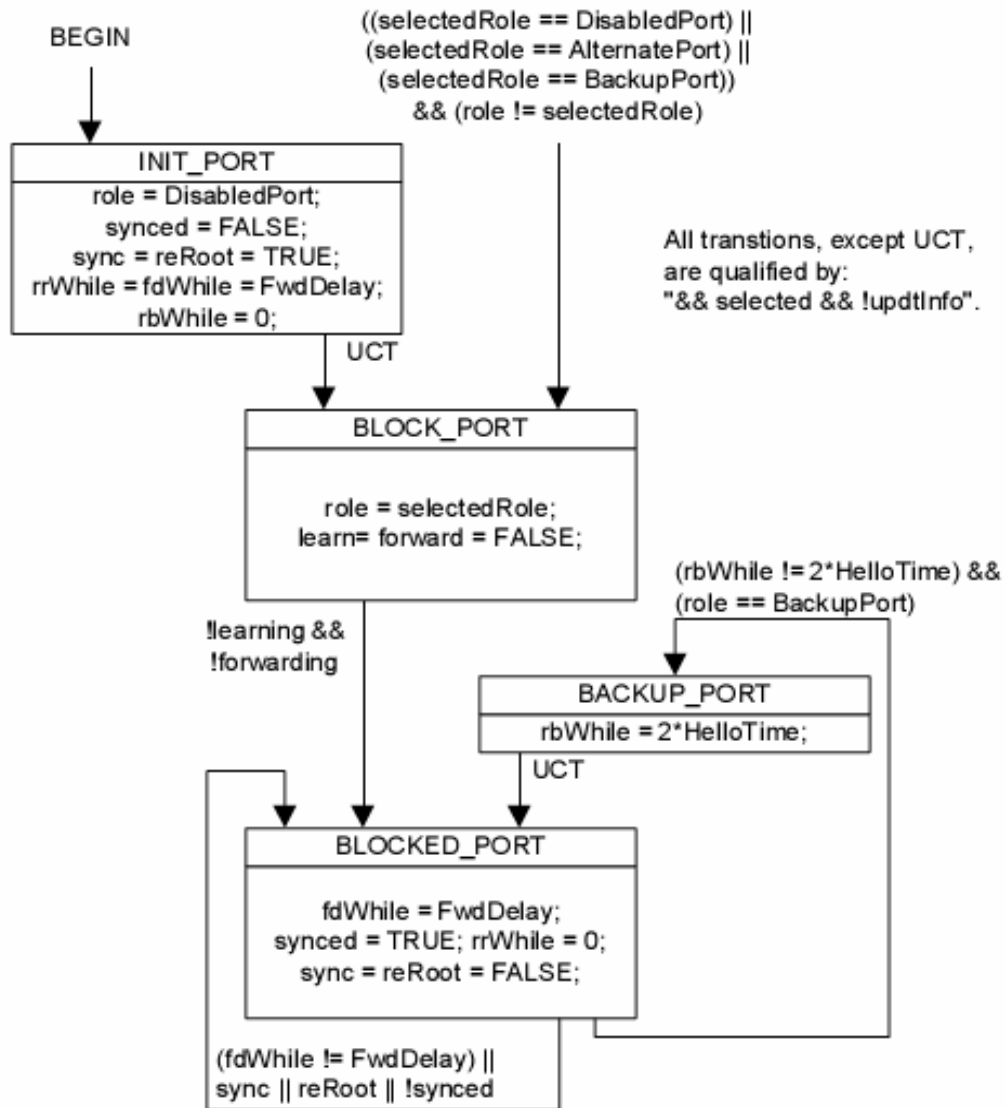 BEGIN
((selectedRole == DisabledPort) ||
(selectedRole == AlternatePort) ||
(selectedRole == BackupPort))
&& (role != selectedRole)
INIT_PORT
role = DisabledPort;
synced = FALSE;
sync = reRoot = TRUE;
rrWhile = fdWhile = FwdDelay;
rbWhile = 0;
All transtions, except UCT,
are qualified by:
"&& selected && !updtInfo".
UCT
BLOCK_PORT
role = selectedRole;
learn= forward = FALSE;
(rbWhile != 2*HelloTime) &&
(role == BackupPort)
!learning &&
!forwarding
BACKUP_PORT
rbWhile = 2*HelloTime;
UCT
BLOCKED_PORT
fdWhile = FwdDelay;
synced = TRUE; rrWhile = 0;
sync = reRoot = FALSE;
(fdWhile != FwdDelay) ||
sync || reRoot || !synced